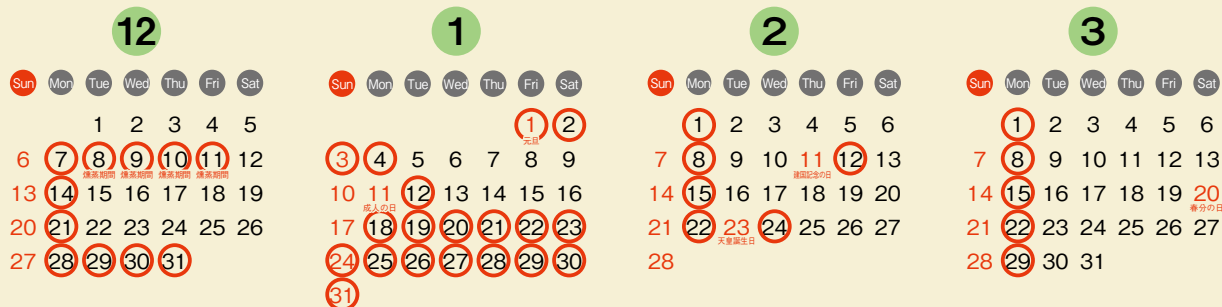 12
Sun Mon Tue Wed Thu Fri Sat
1 2 3 4 5
6 7 8 9 10 11 12
燻蒸期間 燻蒸期間 燻蒸期間 燻蒸期間
13 14 15 16 17 18 19
20 21 22 23 24 25 26
27 28 29 30 31
1
Sun Mon Tue Wed Thu Fri Sat
1 2
元旦
3 4 5 6 7 8 9
10 11 12 13 14 15 16
成人の日
17 18 19 20 21 22 23
24 25 26 27 28 29 30
31
2
Sun Mon Tue Wed Thu Fri Sat
1 2 3 4 5 6
7 8 9 10 11 12 13
建国記念の日
14 15 16 17 18 19 20
21 22 23 24 25 26 27
天皇誕生日
28
3
Sun Mon Tue Wed Thu Fri Sat
1 2 3 4 5 6
7 8 9 10 11 12 13
14 15 16 17 18 19 20
春分の日
21 22 23 24 25 26 27
28 29 30 31